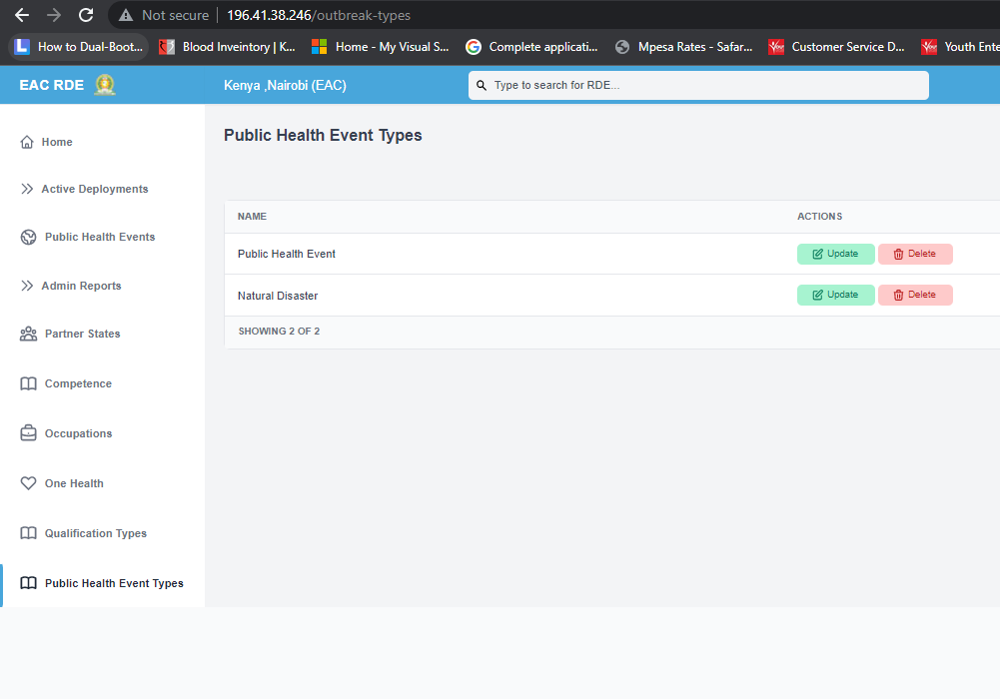 Not secure 196.41.38.246/outbreak-types
How to Dual-Boot... Blood Inveintory | K... Home - My Visual S... Complete applicati... Mpesa Rates - Safar... Customer Service D... Youth Ente
EAC RDE Kenya ,Nairobi (EAC) Type to search for RDE...
Home
Active Deployments
Public Health Events
Admin Reports
Partner States
Competence
Occupations
One Health
Qualification Types
Public Health Event Types
Public Health Event Types
NAME ACTIONS
Public Health Event Update Delete
Natural Disaster Update Delete
SHOWING 2 OF 2